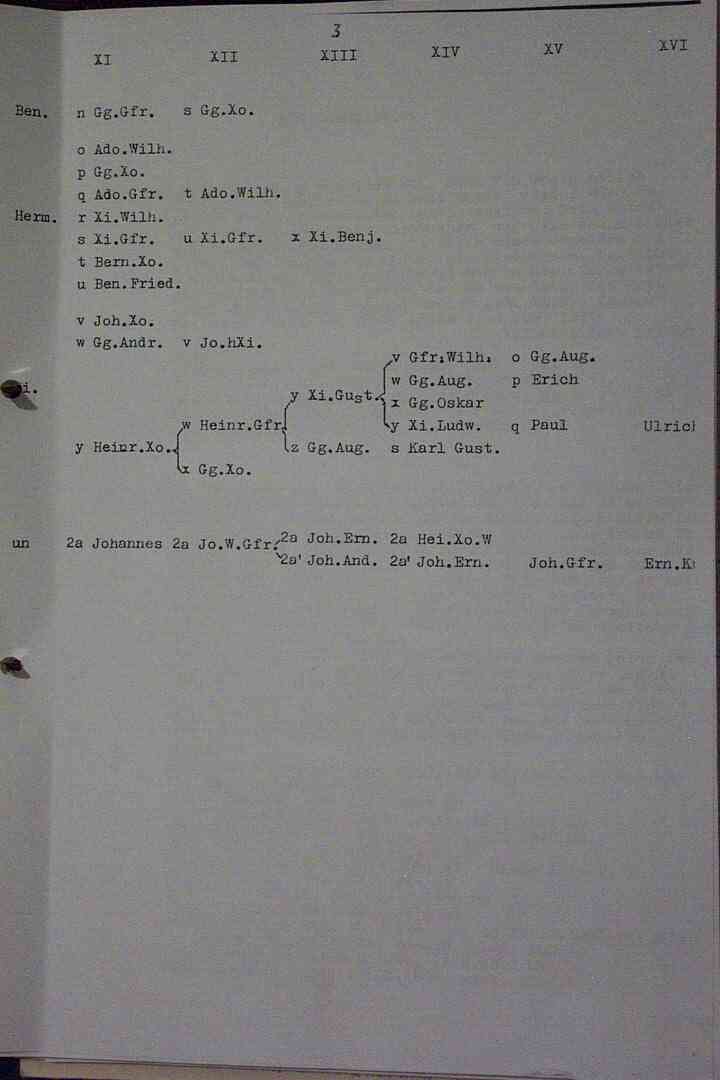 3
XI XII XIII XIV XV XVI
Ben. n Gg.Gfr. s Gg.Xo.
o Ado.Wilh.
p Gg.Xo.
q Ado.Gfr. t Ado.Wilh.
Herm. r Xi.Wilh.
s Xi.Gfr. u Xi.Gfr. x Xi.Benj.
t Bern.Xo.
u Ben.Fried.
v Joh.Xo.
w Gg.Andr. v Jo.hXi.
v Gfr.Wilh. o Gg.Aug.
i. w Gg.Aug. p Erich
y Xi.Gust. x Gg.Oskar
w Heinr.Gfr. y Xi.Ludw. q Paul Ulrich
y Heinr.Xo. z Gg.Aug. s Karl Gust.
x Gg.Xo.
un 2a Johannes 2a Jo.W.Gfr. 2a Joh.Ern. 2a Hei.Xo.W
2a' Joh.And. 2a' Joh.Ern. Joh.Gfr. Ern.K